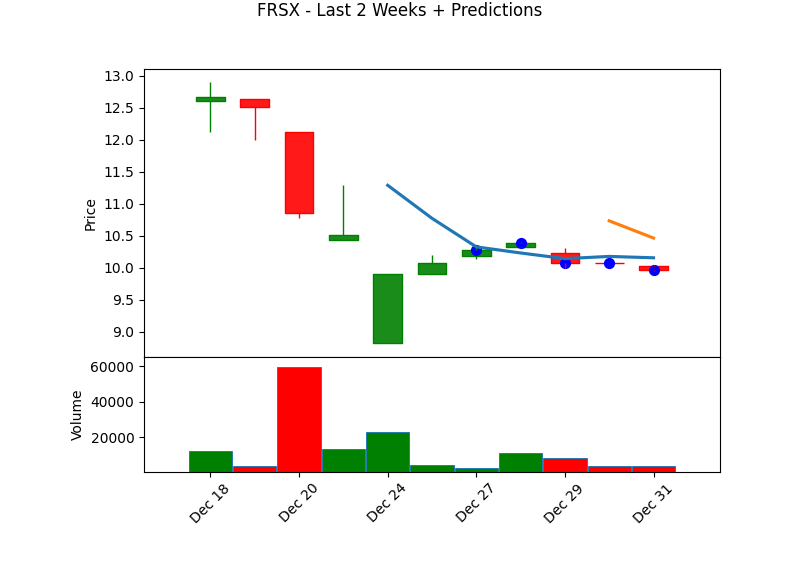 FRSX - Last 2 Weeks + Predictions
13.0
12.5
12.0
11.5
11.0
10.5
10.0
9.5
9.0
Price
60000
40000
20000
Volume
Dec 18
Dec 20
Dec 24
Dec 27
Dec 29
Dec 31